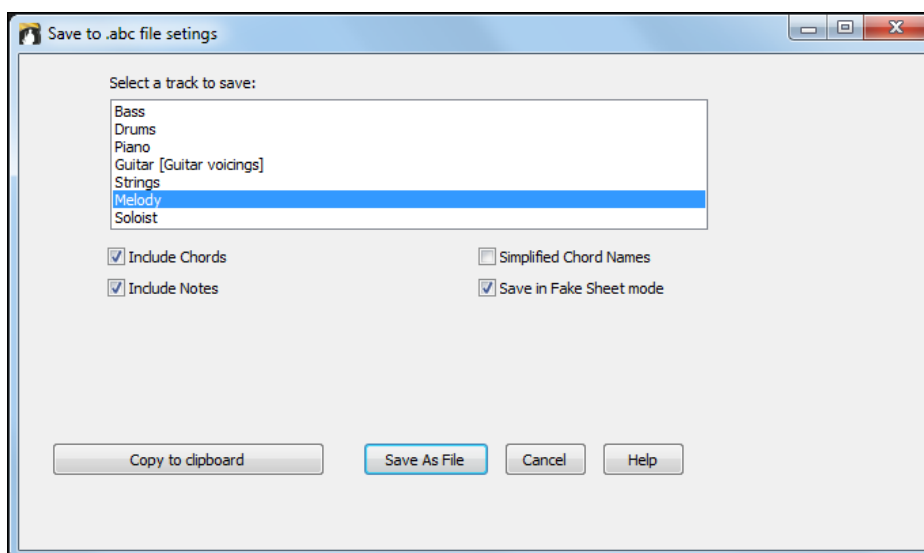 Save to .abc file setings
Select a track to save:
Bass
Drums
Piano
Guitar [Guitar voicings]
Strings
Melody
Soloist
Include Chords
Simplified Chord Names
Include Notes
Save in Fake Sheet mode
Copy to clipboard
Save As File
Cancel
Help